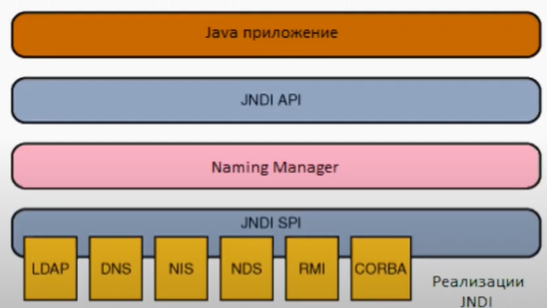 Java приложение
JNDI API
Naming Manager
JNDI SPI
LDAP DNS NIS NDS RMI CORBA
Реализации
JNDI